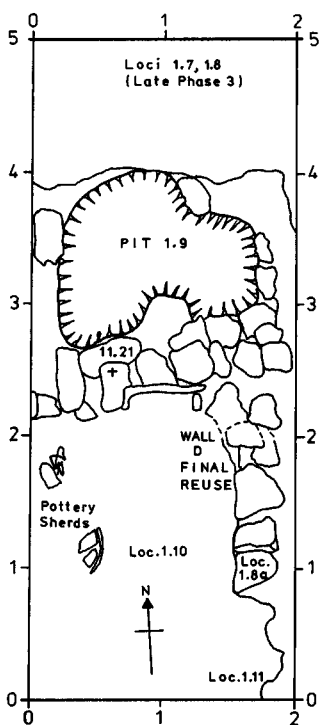 0 1 2
5 5
Loci 1.7, 1.8
(Late Phase 3)
4 4
PIT 1.9
3 3
11.21
+
2 2
WALL
D
FINAL
REUSE
Pottery
Sherds
Loc.1.10
Loc.
1.8a
1 1
N
Loc.1.11
0 0
0 1 2